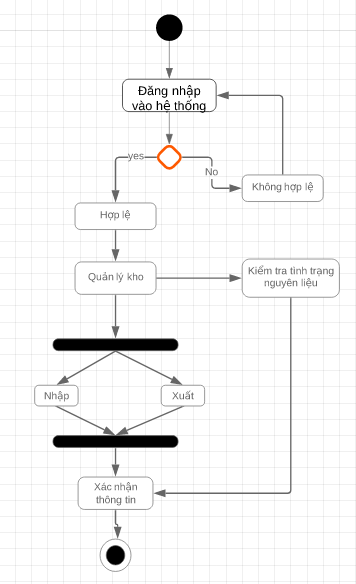 Đăng nhập
vào hệ thống
yes
No
Không hợp lệ
Hợp lệ
Quản lý kho
Kiểm tra tình trạng
nguyên liệu
Nhập
Xuất
Xác nhận
thông tin